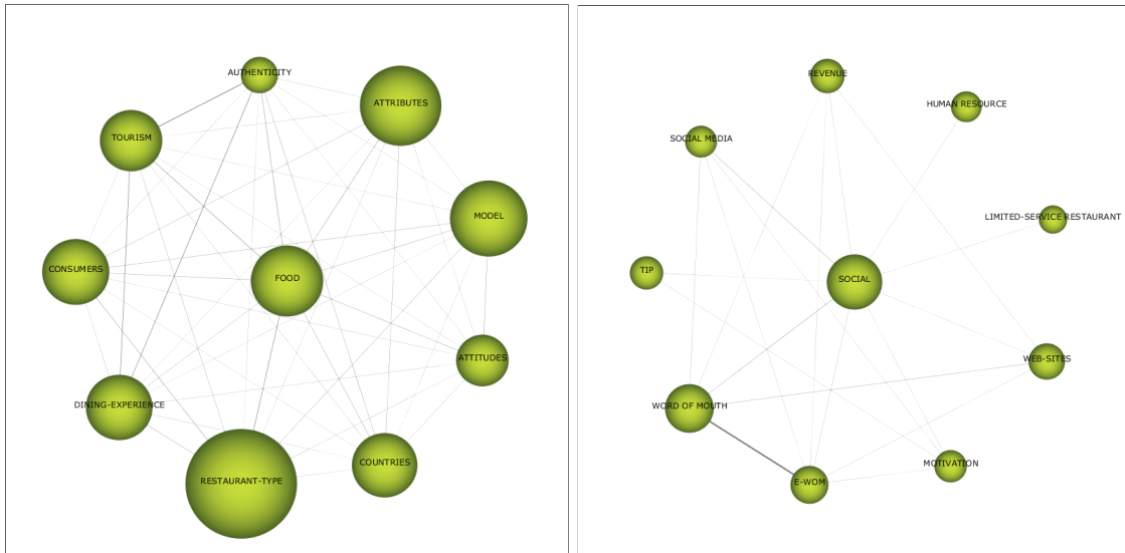 AUTHENTICITY
ATTRIBUTES
TOURISM
MODEL
CONSUMERS
FOOD
ATTITUDES
DINING-EXPERIENCE
COUNTRIES
RESTAURANT-TYPE
REVENUE
HUMAN RESOURCE
SOCIAL MEDIA
LIMITED-SERVICE RESTAURANT
TIP
SOCIAL
WEB-SITES
WORD OF MOUTH
MOTIVATION
E-WOM